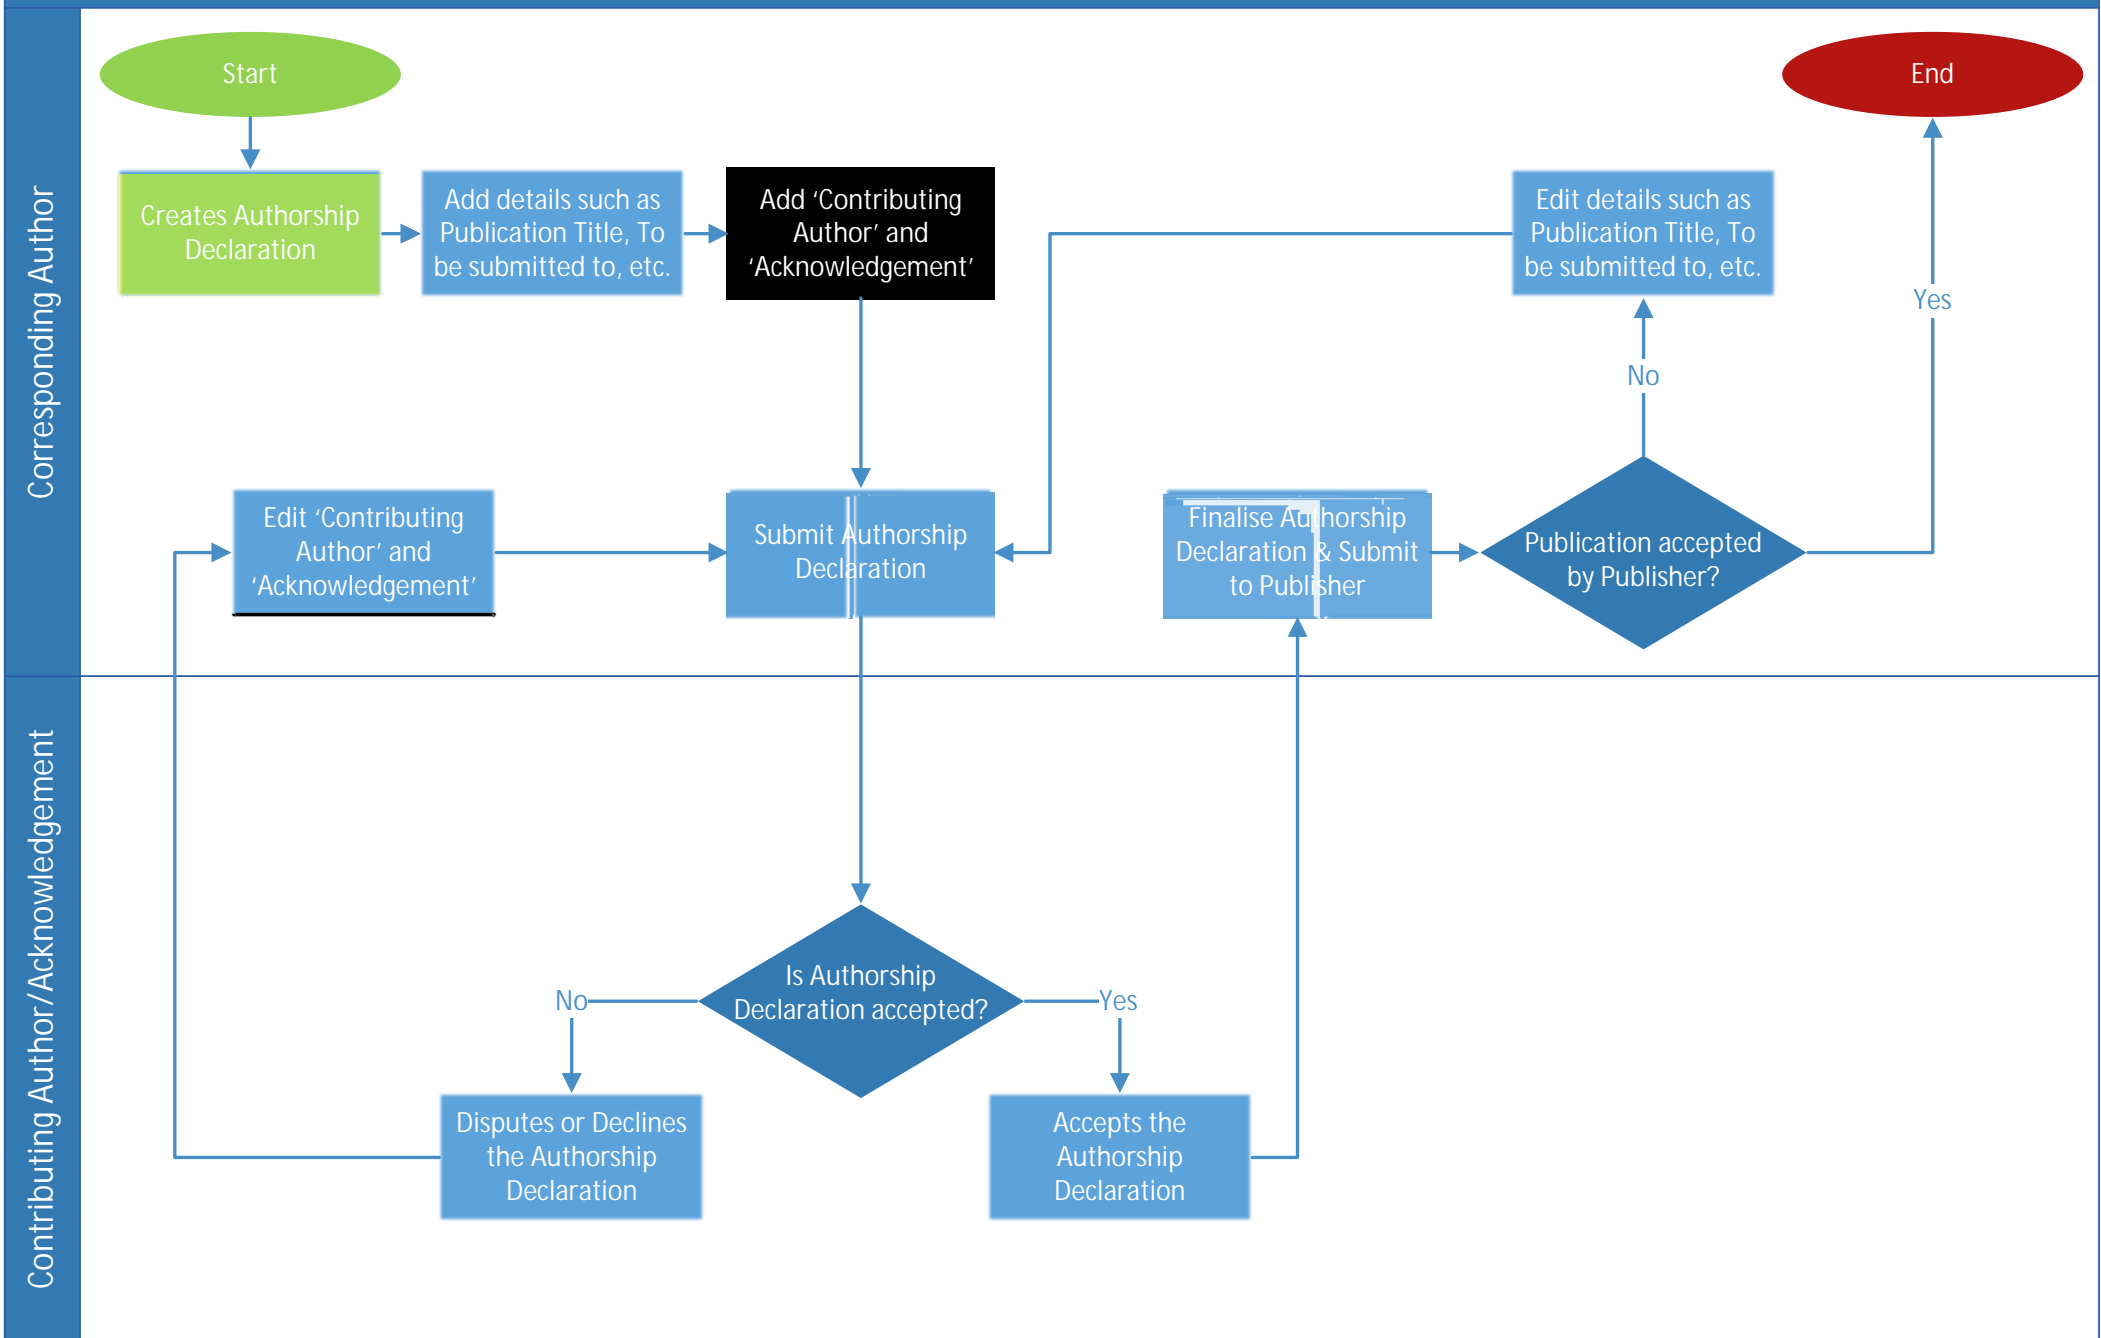 Corresponding Author
Start
End
Creates Authorship
Declaration
Add details such as
Publication Title, To
be submitted to, etc.
Add ‘Contributing
Author’ and
‘Acknowledgement’
Edit details such as
Publication Title, To
be submitted to, etc.
Yes
No
Edit ‘Contributing
Author’ and
‘Acknowledgement’
Submit Authorship
Declaration
Finalise Authorship
Declaration & Submit
to Publisher
Publication accepted
by Publisher?
Contributing Author/Acknowledgement
Is Authorship
Declaration accepted?
No
Yes
Disputes or Declines
the Authorship
Declaration
Accepts the
Authorship
Declaration